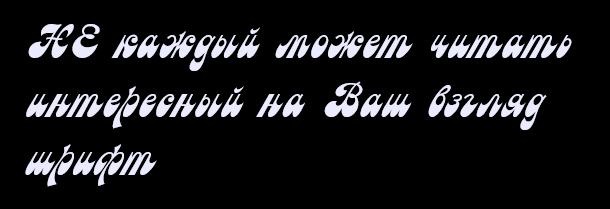 НЕ каждый может читать
интересный на Ваш взгляд
шрифт